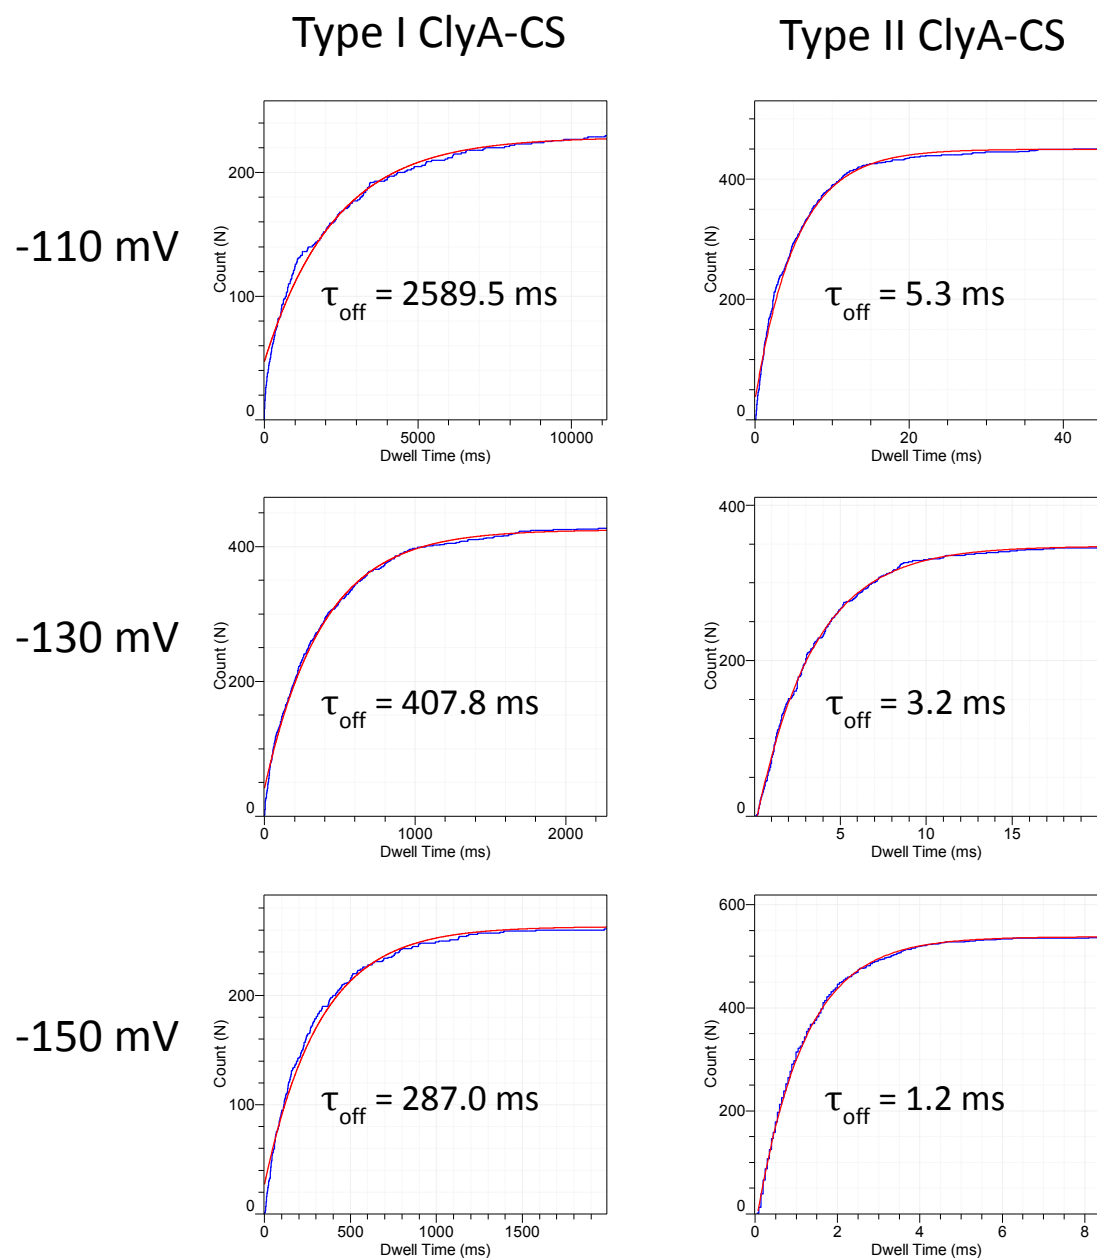 Type I ClyA-CS
Type II ClyA-CS
-110 mV
Count (N)
200
100
0
τoff = 2589.5 ms
0 5000 10000
Dwell Time (ms)
Count (N)
400
200
0
τoff = 5.3 ms
0 20 40
Dwell Time (ms)
-130 mV
Count (N)
400
200
0
τoff = 407.8 ms
0 1000 2000
Dwell Time (ms)
Count (N)
400
200
0
τoff = 3.2 ms
5 10 15
Dwell Time (ms)
-150 mV
Count (N)
200
100
0
τoff = 287.0 ms
0 500 1000 1500
Dwell Time (ms)
Count (N)
600
400
200
0
τoff = 1.2 ms
0 2 4 6 8
Dwell Time (ms)